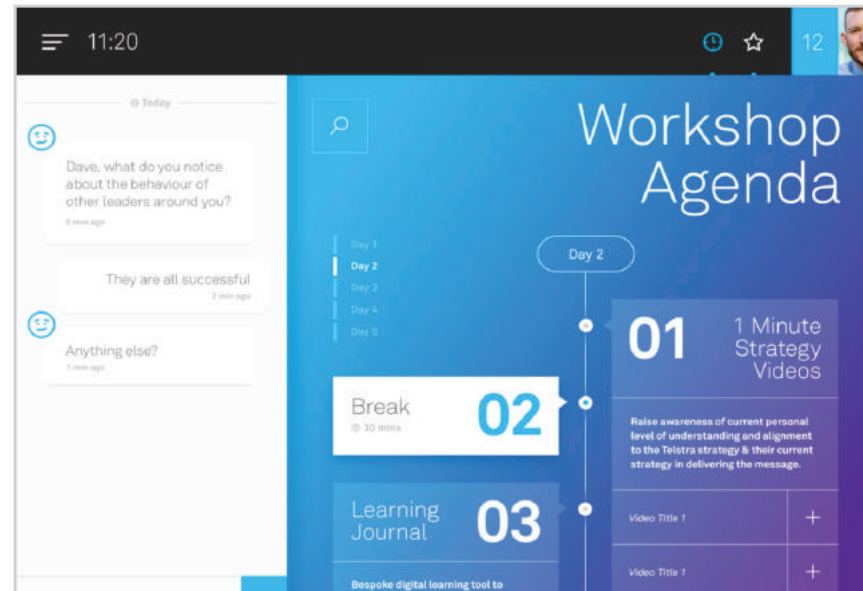 11:20
12
Today
Dave, what do you notice
about the behaviour of
other leaders around you?
They are all successful
2 min ago
Anything else?
1 min ago
Workshop
Agenda
Day 1
Day 2
Day 3
Day 4
Day 5
Day 2
01
1 Minute
Strategy
Videos
Raise awareness of current personal
level of understanding and alignment
to the Telstra strategy & their current
strategy in delivering the message.
Video Title 1
Video Title 1
Break
30 mins
02
Learning
Journal
03
Bespoke digital learning tool to